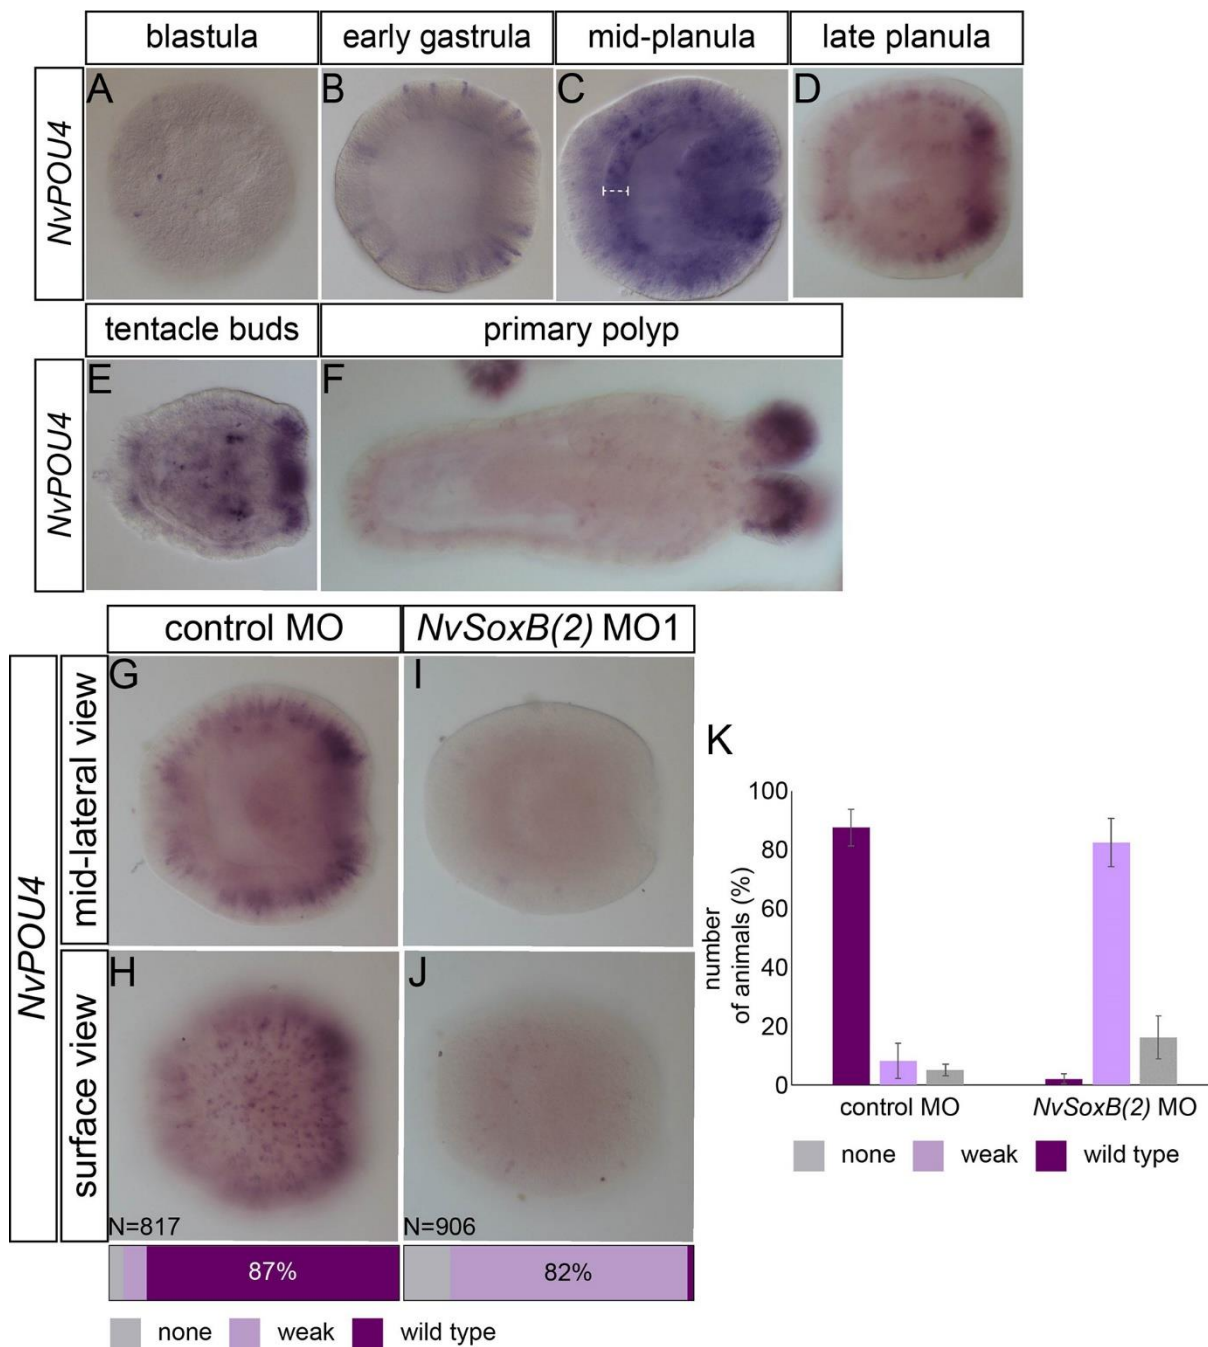 blastula
early gastrula
mid-planula
late planula
NvPOU4
A
B
C
D
tentacle buds
primary polyp
NvPOU4
E
F
control MO
NvSoxB(2) MO1
NvPOU4
mid-lateral view
G
I
surface view
H
J
N=817
N=906
87%
82%
none
weak
wild type
K
number
of animals (%)
100
80
60
40
20
0
control MO
NvSoxB(2) MO
none
weak
wild type